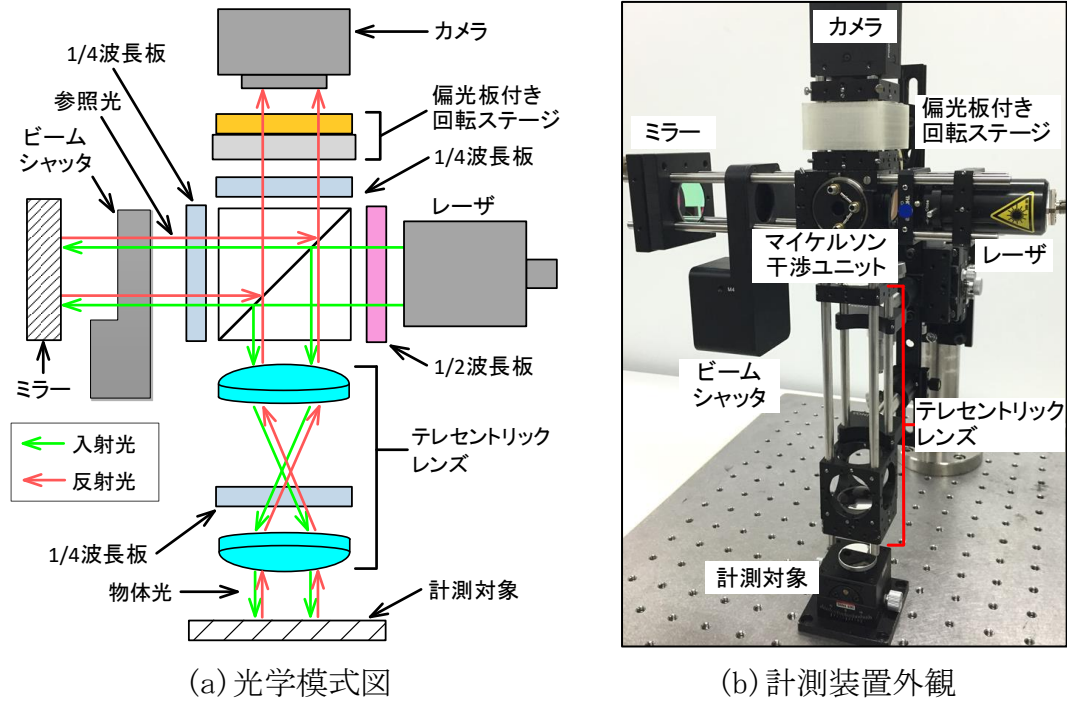 カメラ
1/4波長板
参照光
ビーム
シャッタ
偏光板付き
回転ステージ
1/4波長板
レーザ
ミラー
1/2波長板
テレセントリック
レンズ
入射光
反射光
1/4波長板
物体光
計測対象
(a)光学模式図
カメラ
偏光板付き
回転ステージ
ミラー
マイケルソン
干渉ユニット
レーザ
ビーム
シャッタ
テレセントリック
レンズ
計測対象
(b)計測装置外観